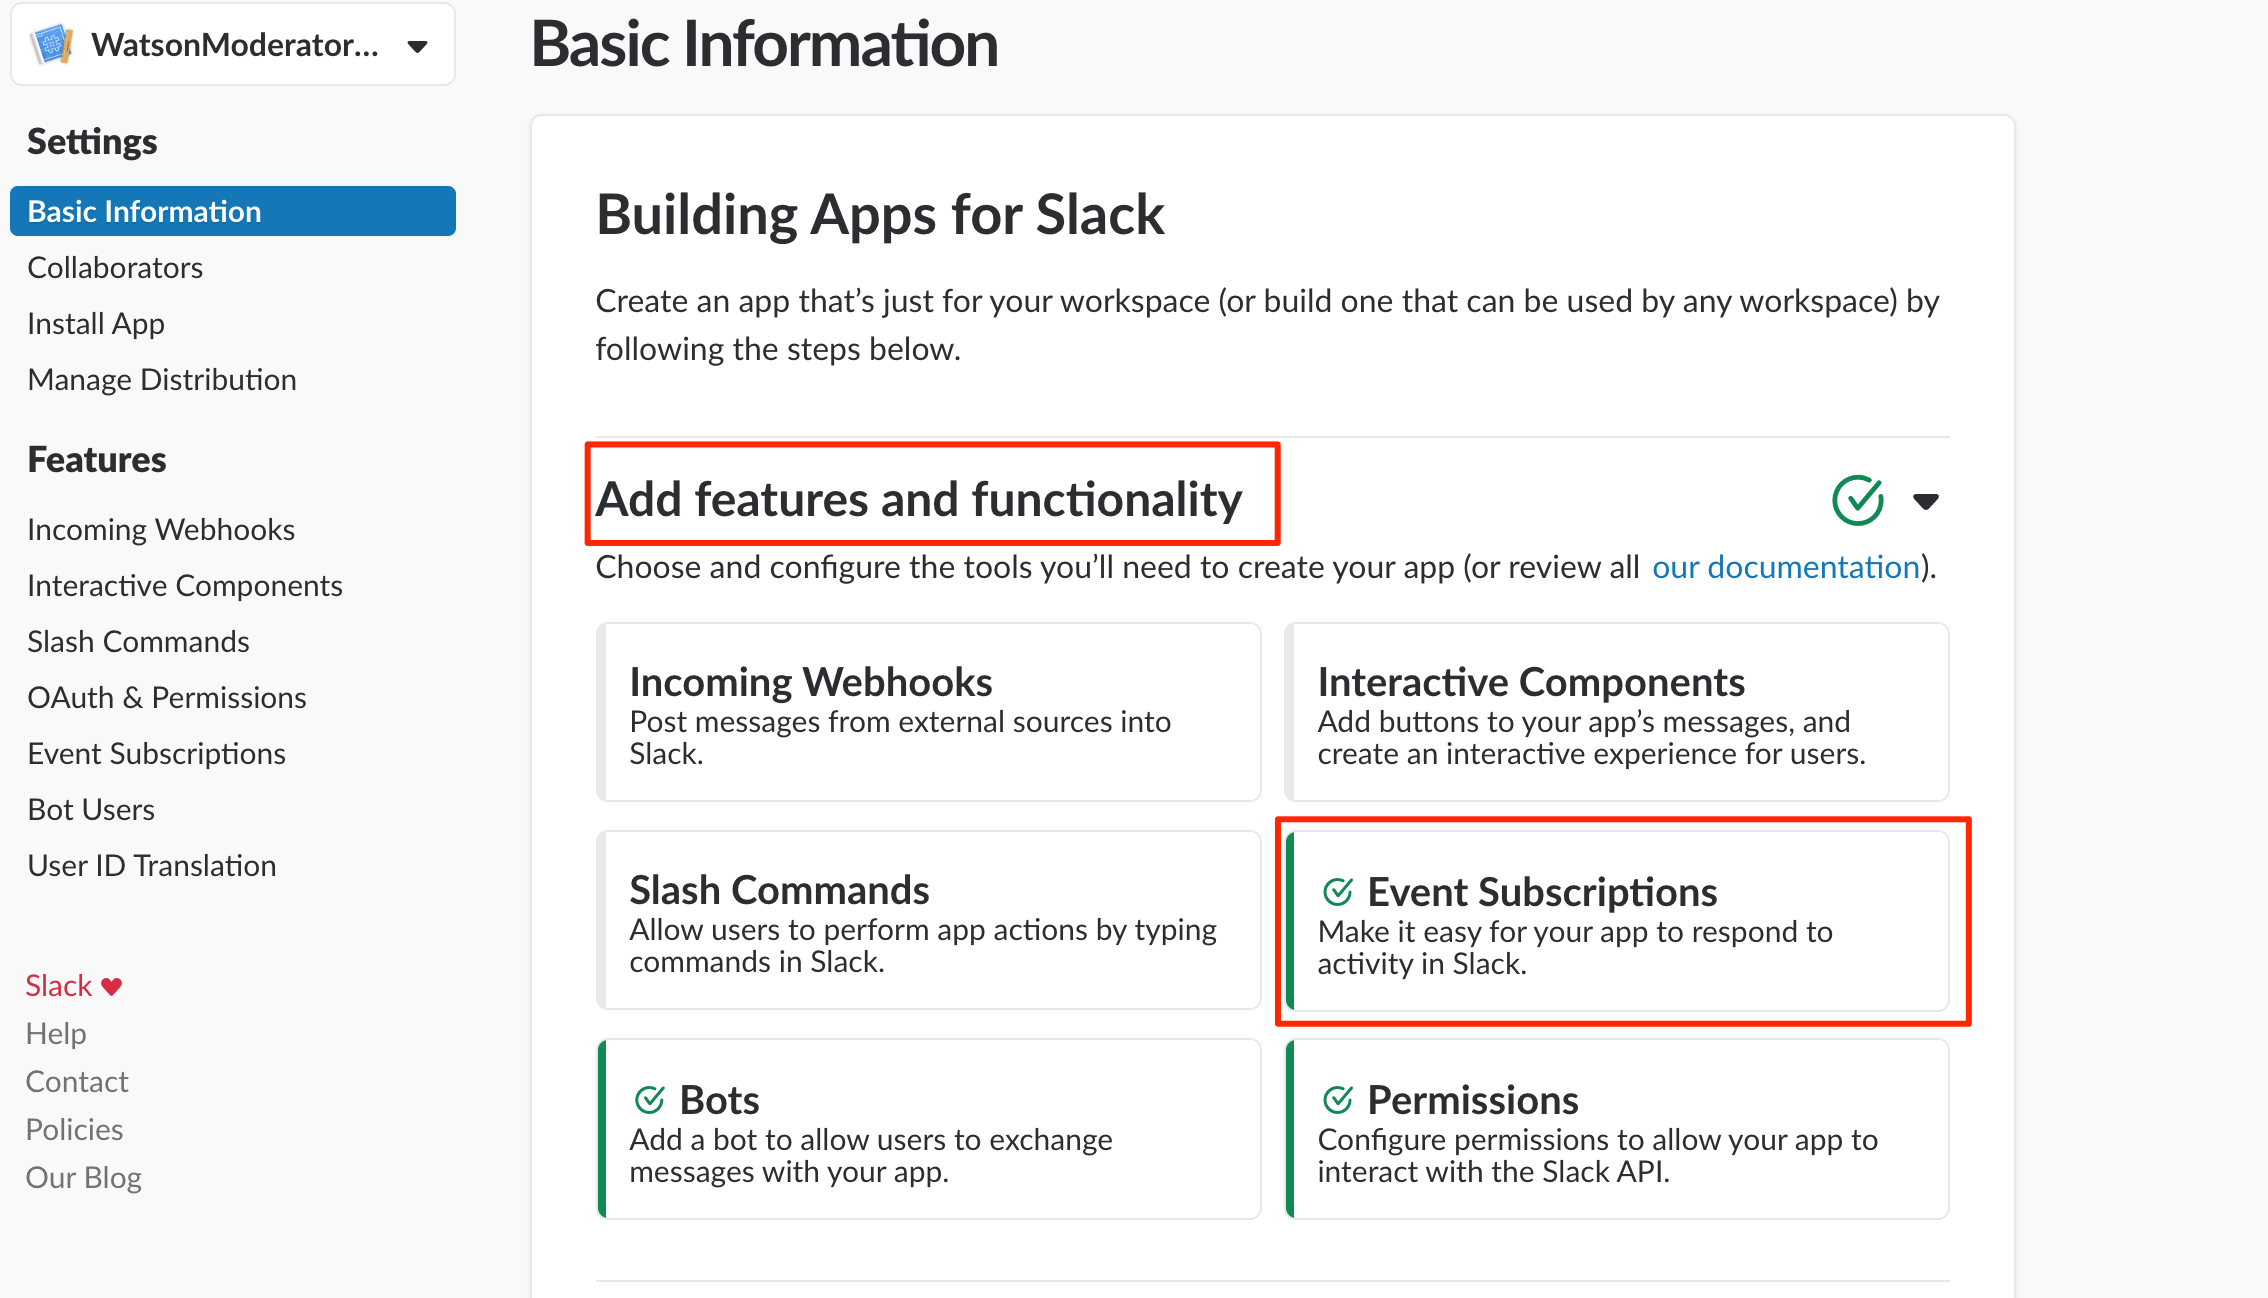 WatsonModerator...
Settings
Basic Information
Collaborators
Install App
Manage Distribution
Features
Incoming Webhooks
Interactive Components
Slash Commands
OAuth & Permissions
Event Subscriptions
Bot Users
User ID Translation
Slack
Help
Contact
Policies
Our Blog
Basic Information
Building Apps for Slack
Create an app that’s just for your workspace (or build one that can be used by any workspace) by
following the steps below.
Add features and functionality
Choose and configure the tools you’ll need to create your app (or review all our documentation).
Incoming Webhooks
Post messages from external sources into
Slack.
Interactive Components
Add buttons to your app’s messages, and
create an interactive experience for users.
Slash Commands
Allow users to perform app actions by typing
commands in Slack.
Event Subscriptions
Make it easy for your app to respond to
activity in Slack.
Bots
Add a bot to allow users to exchange
messages with your app.
Permissions
Configure permissions to allow your app to
interact with the Slack API.